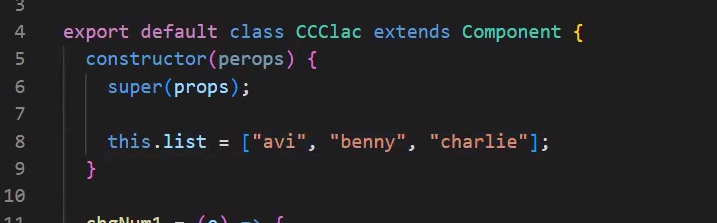 3
4 export default class CCClac extends Component {
5 constructor(perops) {
6 super(props);
7
8 this.list = ["avi", "benny", "charlie"];
9 }
10
11 chgNum1 = (e) => {